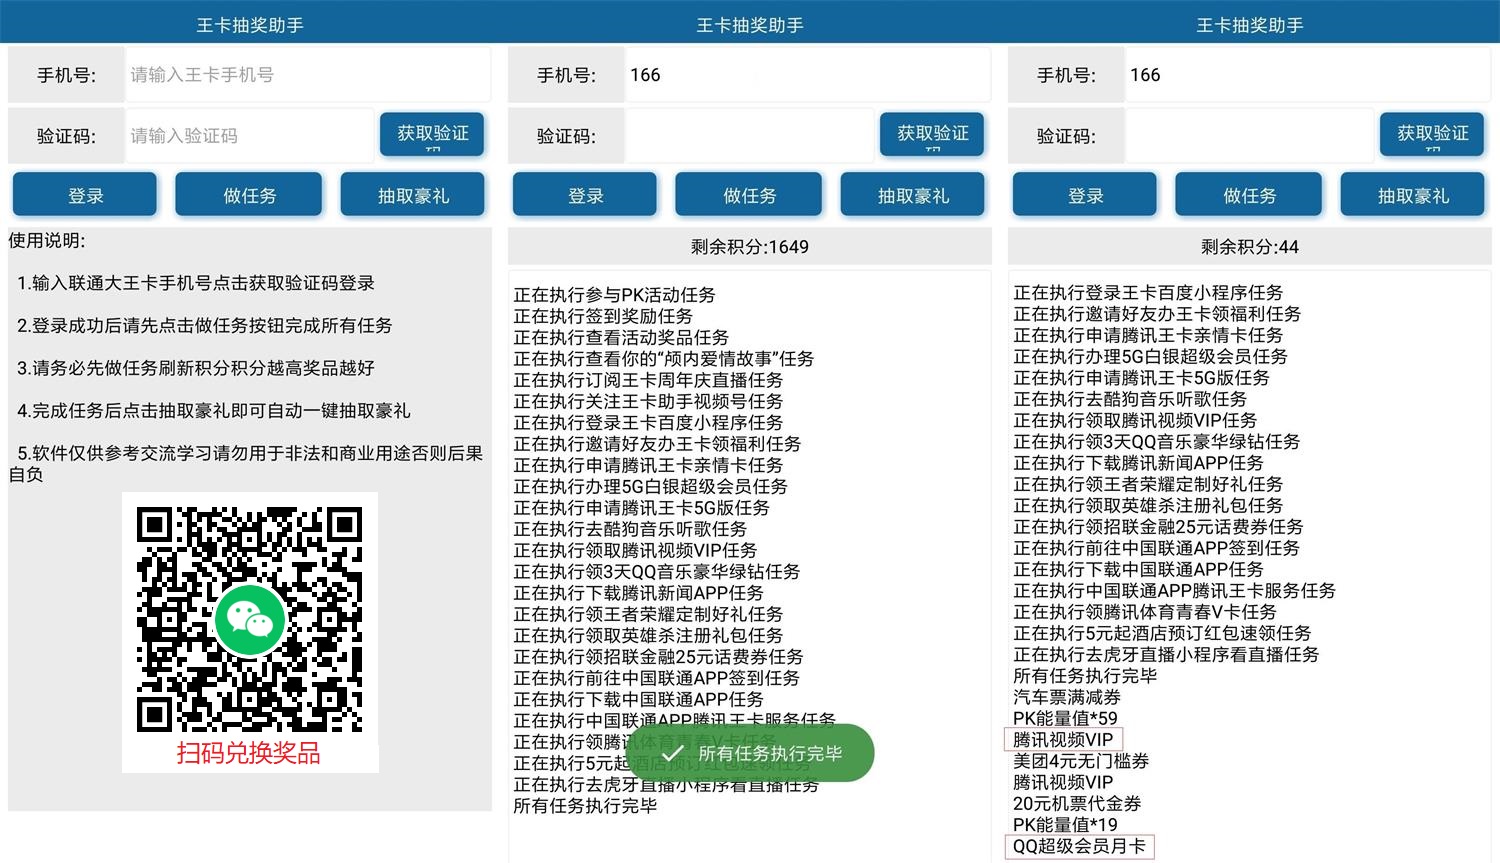 王卡抽奖助手
手机号:
请输入王卡手机号
验证码:
请输入验证码
获取验证
码
登录
做任务
抽取豪礼
使用说明:
1.输入联通大王卡手机号点击获取验证码登录
2.登录成功后请先点击做任务按钮完成所有任务
3.请务必先做任务刷新积分积分越高奖品越好
4.完成任务后点击抽取豪礼即可自动一键抽取豪礼
5.软件仅供参考交流学习请勿用于非法和商业用途否则后果
自负
扫码兑换奖品
王卡抽奖助手
手机号:
166
验证码:
获取验证
码
登录
做任务
抽取豪礼
剩余积分:1649
正在执行参与PK活动任务
正在执行签到奖励任务
正在执行查看活动奖品任务
正在执行查看你的“颅内爱情故事”任务
正在执行订阅王卡周年庆直播任务
正在执行关注王卡助手视频号任务
正在执行登录王卡百度小程序任务
正在执行邀请好友办王卡领福利任务
正在执行申请腾讯王卡亲情卡任务
正在执行办理5G白银超级会员任务
正在执行申请腾讯王卡5G版任务
正在执行去酷狗音乐听歌任务
正在执行领取腾讯视频VIP任务
正在执行领3天QQ音乐豪华绿钻任务
正在执行下载腾讯新闻APP任务
正在执行领王者荣耀定制好礼任务
正在执行领取英雄杀注册礼包任务
正在执行领招联金融25元话费券任务
正在执行前往中国联通APP签到任务
正在执行下载中国联通APP任务
正在执行中国联通APP腾讯王卡服务任务
正在执行领腾讯体育青春V卡任务
正在执行5元起酒店预订红包速领任务
正在执行去虎牙直播小程序看直播任务
所有任务执行完毕
所有任务执行完毕
王卡抽奖助手
手机号:
166
验证码:
获取验证
码
登录
做任务
抽取豪礼
剩余积分:44
正在执行登录王卡百度小程序任务
正在执行邀请好友办王卡领福利任务
正在执行申请腾讯王卡亲情卡任务
正在执行办理5G白银超级会员任务
正在执行申请腾讯王卡5G版任务
正在执行去酷狗音乐听歌任务
正在执行领取腾讯视频VIP任务
正在执行领3天QQ音乐豪华绿钻任务
正在执行下载腾讯新闻APP任务
正在执行领王者荣耀定制好礼任务
正在执行领取英雄杀注册礼包任务
正在执行领招联金融25元话费券任务
正在执行前往中国联通APP签到任务
正在执行下载中国联通APP任务
正在执行中国联通APP腾讯王卡服务任务
正在执行领腾讯体育青春V卡任务
正在执行5元起酒店预订红包速领任务
正在执行去虎牙直播小程序看直播任务
所有任务执行完毕
汽车票满减券
PK能量值*59
腾讯视频VIP
美团4元无门槛券
腾讯视频VIP
20元机票代金券
PK能量值*19
QQ超级会员月卡